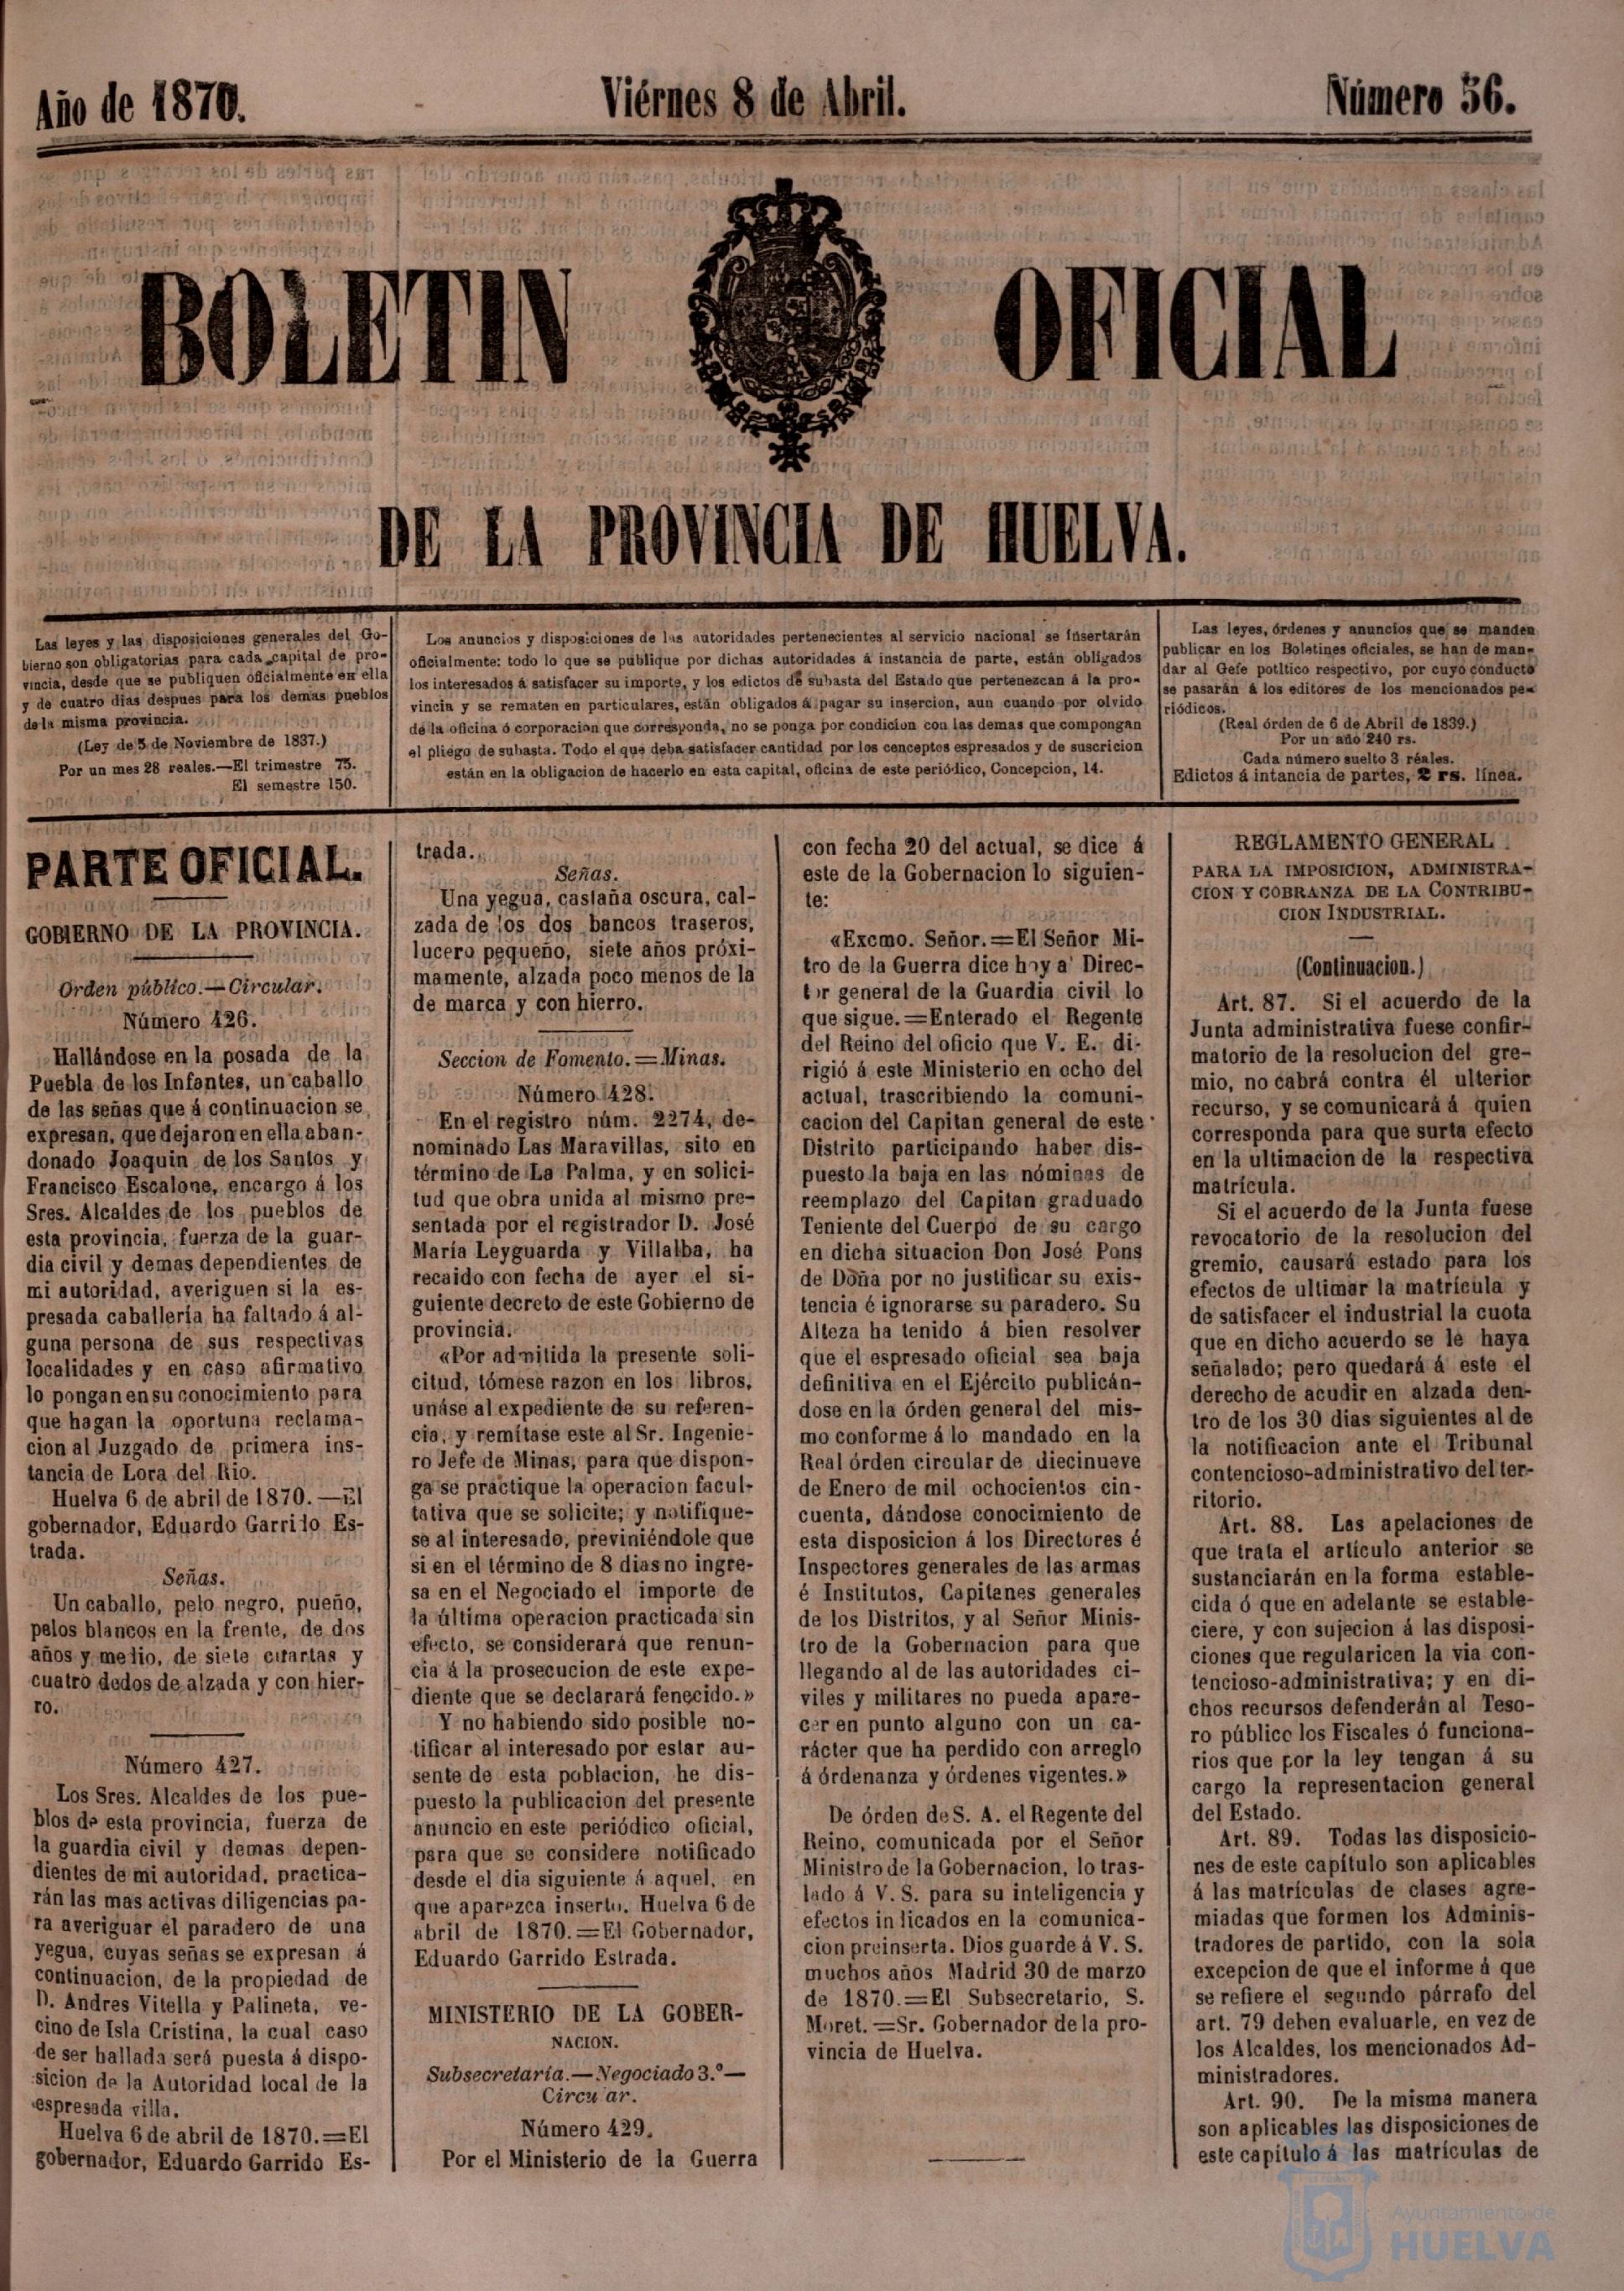 Año de 1870.
Viérnes 8 de Abril.
Número 56.
BOLETIN OFICIAL
DE LA PROVINCIA DE HUELVA.
Las leyes y las disposiciones generales del Go-
bierno son obligatorias para cada capital de pro-
vincia, desde que se publiquen oficialmente en ella
y de cuatro dias despues para los demas pueblos
de la misma provincia.
(Ley de 3 de Noviembre de 1837.)
Por un mes 28 reales.—El trimestre 75.
El semestre 150.
Los anuncios y disposiciones de las autoridades pertenecientes al servicio nacional se insertarán
oficialmente: todo lo que se publique por dichas autoridades á instancia de parte, están obligados
los interesados á satisfacer su importe, y los edictos de subasta del Estado que pertenezcan á la pro-
vincia y se rematen en particulares, están obligados á pagar su insercion, aun cuando por olvido
de la oficina ó corporacion que corresponda, no se ponga por condicion con las demas que compongan
el pliego de subasta. Todo el que deba satisfacer cantidad por los conceptos espresados y de suscricion
están en la obligacion de hacerlo en esta capital, oficina de este periódico, Concepcion, 14.
Las leyes, órdenes y anuncios que se manden
publicar en los Boletines oficiales, se han de man-
dar al Gefe potltico respectivo, por cuyo conducto
se pasarán á los editores de los mencionados pe-
riódicos.
(Real órden de 6 de Abril de 1839.)
Por un año 240 rs.
Cada número suelto 3 réales.
Edictos á intancia de partes, 2 rs. línea.
PARTE OFICIAL.
GOBIERNO DE LA PROVINCIA.
Orden público.—Circular.
Número 426.
Hallándose en la posada de la
Puebla de los Infantes, un caballo
de las señas que á continuacion se
expresan, que dejaron en ella aban-
donado Joaquin de los Santos y
Francisco Escalone, encargo á los
Sres. Alcaldes de los pueblos de
esta provincia, fuerza de la guar-
dia civil y demas dependientes de
mi autoridad, averiguen si la es-
presada caballería ha faltado á al-
guna persona de sus respectivas
localidades y en caso afirmativo
lo pongan en su conocimiento para
que hagan la oportuna reclama-
cion al Juzgado de primera ins-
tancia de Lora del Rio.
Huelva 6 de abril de 1870.—El
gobernador, Eduardo Garrido Es-
trada.
Señas.
Un caballo, pelo negro, pueño,
pelos blancos en la frente, de dos
años y medio, de siete cuartas y
cuatro dedos de alzada y con hier-
ro.
Número 427.
Los Sres. Alcaldes de los pue-
blos de esta provincia, fuerza de
la guardia civil y demas depen-
dientes de mi autoridad, practica-
rán las mas activas diligencias pa-
ra averiguar el paradero de una
yegua, cuyas señas se expresan á
continuacion, de la propiedad de
D. Andres Vitella y Palineta, ve-
cino de Isla Cristina, la cual caso
de ser hallada será puesta á dispo-
sicion de la Autoridad local de la
espresada villa.
Huelva 6 de abril de 1870.=El
gobernador, Eduardo Garrido Es-
trada.
Señas.
Una yegua, castaña oscura, cal-
zada de los dos bancos traseros,
lucero pequeño, siete años próxi-
mamente, alzada poco menos de la
de marca y con hierro.
Seccion de Fomento.=Minas.
Número 428.
En el registro núm. 2274, de-
nominado Las Maravillas, sito en
término de La Palma, y en solici-
tud que obra unida al mismo pre-
sentada por el registrador D. José
María Leyguarda y Villalba, ha
recaido con fecha de ayer el si-
guiente decreto de este Gobierno de
provincia.
«Por admitida la presente soli-
citud, tómese razon en los libros,
unáse al expediente de su referen-
cia, y remítase este al Sr. Ingenie-
ro Jefe de Minas, para que dispon-
ga se practique la operacion facul-
tativa que se solicite; y notifique-
se al interesado, previniéndole que
si en el término de 8 dias no ingre-
sa en el Negociado el importe de
la última operacion practicada sin
efecto, se considerará que renun-
cia á la prosecucion de este expe-
diente que se declarará fenecido.»
Y no habiendo sido posible no-
tificar al interesado por estar au-
sente de esta poblacion, he dis-
puesto la publicacion del presente
anuncio en este periódico oficial,
para que se considere notificado
desde el dia siguiente á aquel, en
que aparezca inserto. Huelva 6 de
abril de 1870.=El Gobernador,
Eduardo Garrido Estrada.
MINISTERIO DE LA GOBER-
NACION.
Subsecretaría.—Negociado 3.º—
Circu ar.
Número 429.
Por el Ministerio de la Guerra
con fecha 20 del actual, se dice á
este de la Gobernacion lo siguien-
te:
«Excmo. Señor.=El Señor Mi-
tro de la Guerra dice hoy a' Direc-
tor general de la Guardia civil lo
que sigue.=Enterado el Regente
del Reino del oficio que V. E. di-
rigió á este Ministerio en ocho del
actual, trascribiendo la comuni-
cacion del Capitan general de este
Distrito participando haber dis-
puesto la baja en las nóminas de
reemplazo del Capitan graduado
Teniente del Cuerpo de su cargo
en dicha situacion Don José Pons
de Doña por no justificar su exis-
tencia é ignorarse su paradero. Su
Alteza ha tenido á bien resolver
que el espresado oficial sea baja
definitiva en el Ejército publicán-
dose en la órden general del mis-
mo conforme á lo mandado en la
Real órden circular de diecinueve
de Enero de mil ochocientos cin-
cuenta, dándose conocimiento de
esta disposicion á los Directores é
Inspectores generales de las armas
é Institutos, Capitanes generales
de los Distritos, y al Señor Minis-
tro de la Gobernacion para que
llegando al de las autoridades ci-
viles y militares no pueda apare-
cer en punto alguno con un ca-
rácter que ha perdido con arreglo
á órdenanza y órdenes vigentes.»
De órden de S. A. el Regente del
Reino, comunicada por el Señor
Ministro de la Gobernacion, lo tras-
lado á V. S. para su inteligencia y
efectos indicados en la comunica-
cion preinserta. Dios guarde á V. S.
muchos años Madrid 30 de marzo
de 1870.=El Subsecretario, S.
Moret.=Sr. Gobernador de la pro-
vincia de Huelva.
REGLAMENTO GENERAL
PARA LA IMPOSICION, ADMINISTRA-
CION Y COBRANZA DE LA CONTRIBU-
CION INDUSTRIAL.
(Continuacion.)
Art. 87. Si el acuerdo de la
Junta administrativa fuese confir-
matorio de la resolucion del gre-
mio, no cabrá contra él ulterior
recurso, y se comunicará á quien
corresponda para que surta efecto
en la ultimacion de la respectiva
matrícula.
Si el acuerdo de la Junta fuese
revocatorio de la resolucion del
gremio, causará estado para los
efectos de ultimar la matrícula y
de satisfacer el industrial la cuota
que en dicho acuerdo se le haya
señalado; pero quedará á este el
derecho de acudir en alzada den-
tro de los 30 dias siguientes al de
la notificacion ante el Tribunal
contencioso-administrativo del ter-
ritorio.
Art. 88. Las apelaciones de
que trata el artículo anterior se
sustanciarán en la forma estable-
cida ó que en adelante se estable-
ciere, y con sujecion á las disposi-
ciones que regularicen la via con-
tencioso-administrativa; y en di-
chos recursos defenderán al Teso-
ro público los Fiscales ó funciona-
rios que por la ley tengan á su
cargo la representacion general
del Estado.
Art. 89. Todas las disposicio-
nes de este capítulo son aplicables
á las matrículas de clases agre-
miadas que formen los Adminis-
tradores de partido, con la sola
excepcion de que el informe á que
se refiere el segundo párrafo del
art. 79 deben evaluarle, en vez de
los Alcaldes, los mencionados Ad-
ministradores.
Art. 90. De la misma manera
son aplicables las disposiciones de
este capítulo á las matrículas de
Ayuntamiento de
HUELVA